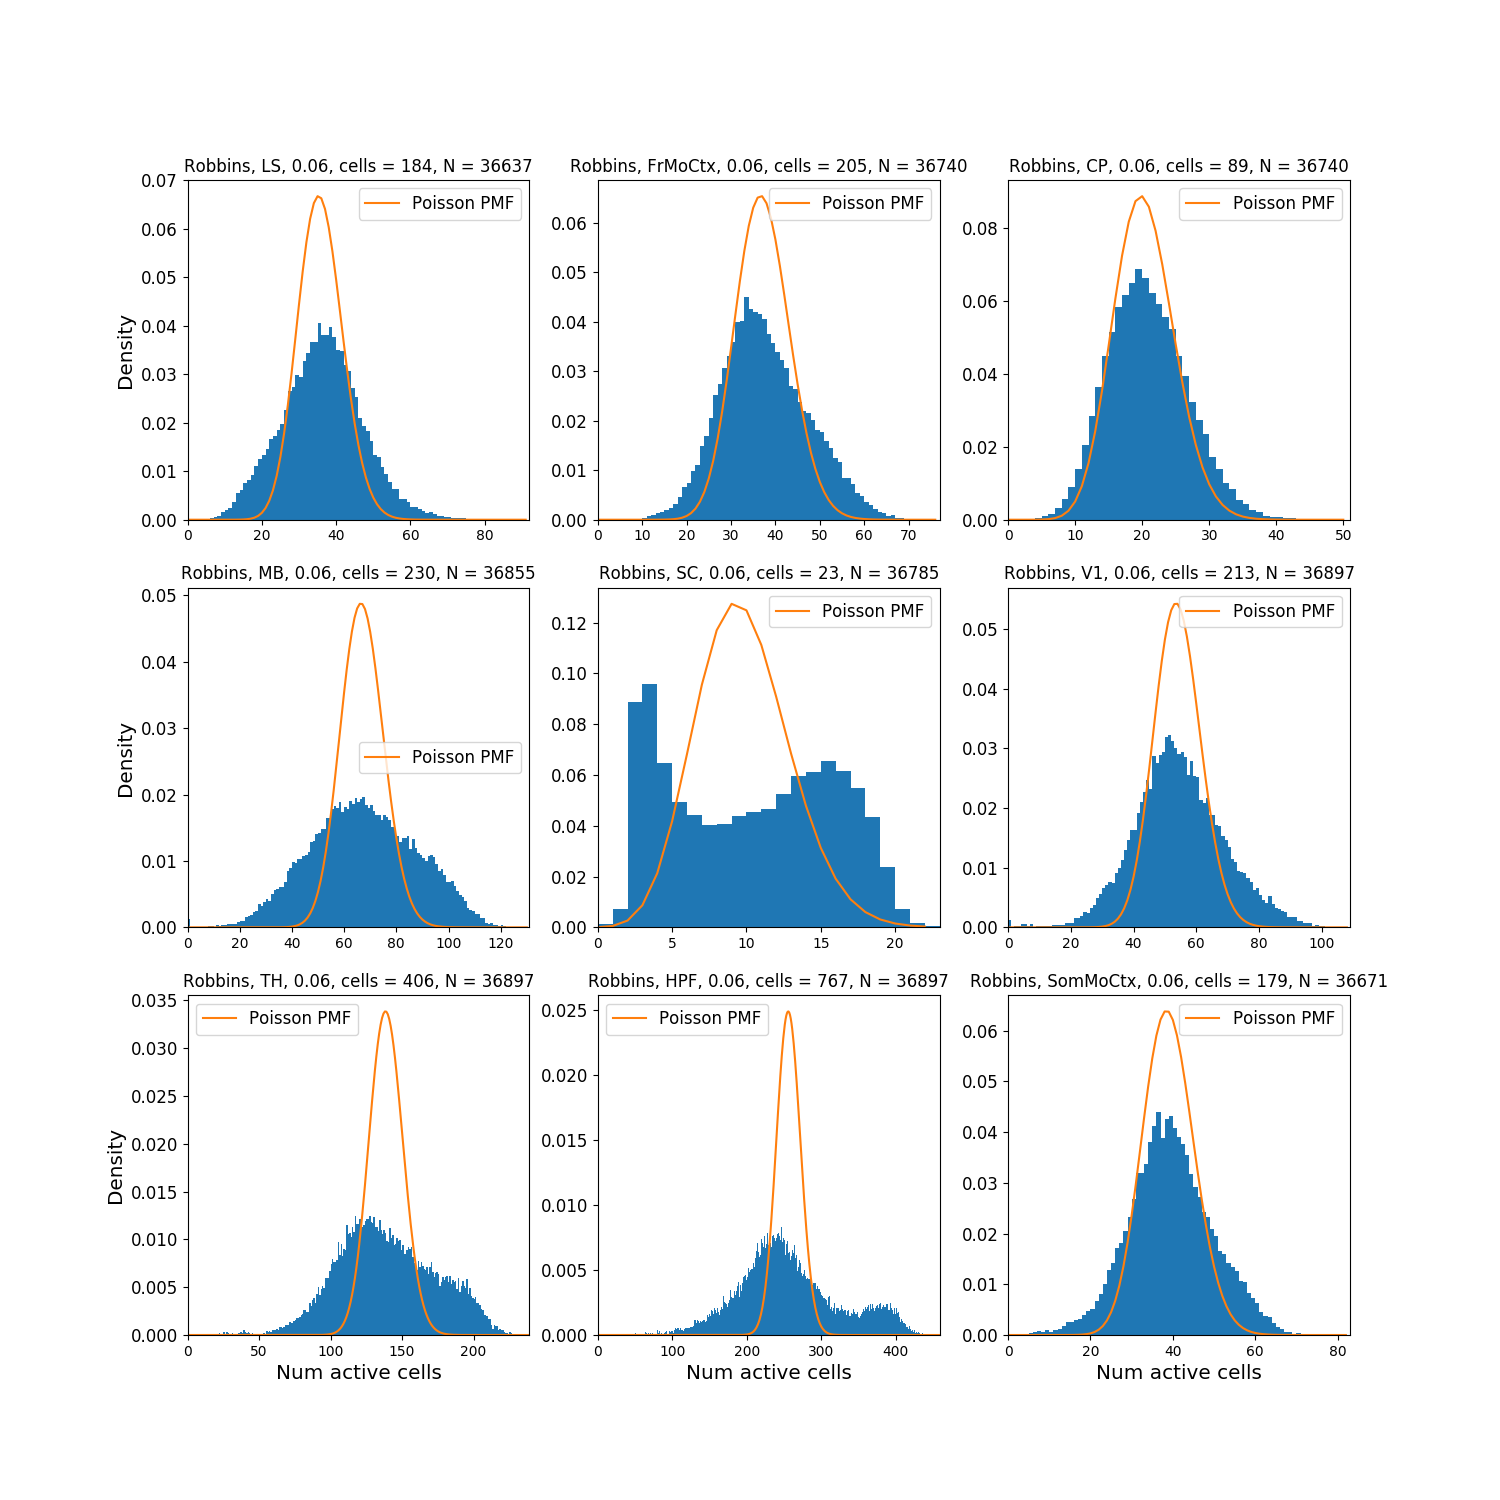 Robbins, LS, 0.06, cells = 184, N = 36637
Poisson PMF
Density
0.07
0.06
0.05
0.04
0.03
0.02
0.01
0.00
0 20 40 60 80
Robbins, FrMoCtx, 0.06, cells = 205, N = 36740
Poisson PMF
0.06
0.05
0.04
0.03
0.02
0.01
0.00
0 10 20 30 40 50 60 70
Robbins, CP, 0.06, cells = 89, N = 36740
Poisson PMF
0.08
0.06
0.04
0.02
0.00
0 10 20 30 40 50
Robbins, MB, 0.06, cells = 230, N = 36855
Poisson PMF
Density
0.05
0.04
0.03
0.02
0.01
0.00
0 20 40 60 80 100 120
Robbins, SC, 0.06, cells = 23, N = 36785
Poisson PMF
0.12
0.10
0.08
0.06
0.04
0.02
0.00
0 5 10 15 20
Robbins, V1, 0.06, cells = 213, N = 36897
Poisson PMF
0.05
0.04
0.03
0.02
0.01
0.00
0 20 40 60 80 100
Robbins, TH, 0.06, cells = 406, N = 36897
Poisson PMF
Density
0.035
0.030
0.025
0.020
0.015
0.010
0.005
0.000
0 50 100 150 200
Num active cells
Robbins, HPF, 0.06, cells = 767, N = 36897
Poisson PMF
0.025
0.020
0.015
0.010
0.005
0.000
0 100 200 300 400
Num active cells
Robbins, SomMoCtx, 0.06, cells = 179, N = 36671
Poisson PMF
0.06
0.05
0.04
0.03
0.02
0.01
0.00
0 20 40 60 80
Num active cells